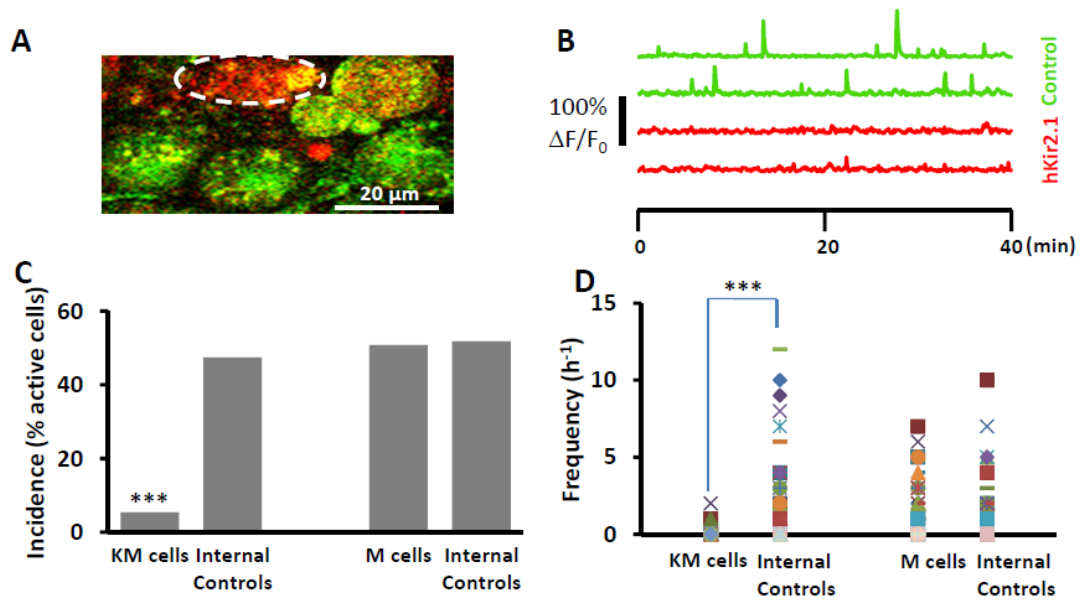 A
20 µm
B
100%
ΔF/F0
Control
hKir2.1
0
20
40 (min)
C
Incidence (% active cells)
60
40
20
0
***
KM cells
Internal
Controls
M cells
Internal
Controls
D
Frequency (h-1)
15
10
5
0
***
KM cells
Internal
Controls
M cells
Internal
Controls